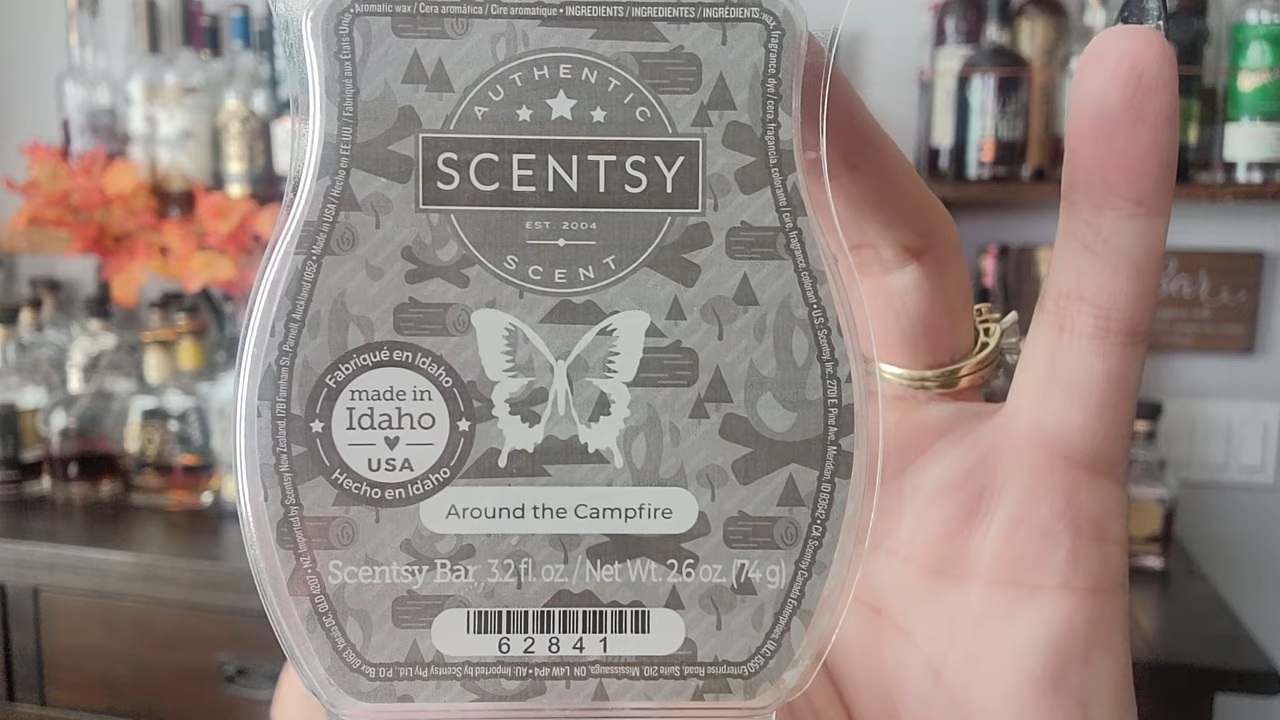 Aromatic wax / Cera aromática / Cire aromatique • INGREDIENTS / INGREDIENTES / INGRÉDIENTS: wax, fragrance, dye / cera, fragancia, colorante / cire, fragrance, colorant • U.S.: Scentsy, Inc., 2701 E. Pine Ave., Meridian, ID 83642 • CA: Scentsy Canada Enterprises, ULC, 1550 Enterprise Road, Suite 210, Mississauga, ON L4W 4P4 • AU: Imported by Scentsy Pty Ltd., P.O. Box 6163 Yatala DC, QLD 4207 • NZ: Imported by Scentsy New Zealand, 17B Farnham St., Parnell, Auckland 1052 • Made in USA / Hecho en EE.UU. / Fabriqué aux États-Unis
AUTHENTIC
SCENTSY
EST. 2004
SCENT
Fabriqué en Idaho
made in
Idaho
USA
Hecho en Idaho
Around the Campfire
Scentsy Bar 3.2 fl. oz. / Net Wt. 2.6 oz. (74 g)
62841
Bar